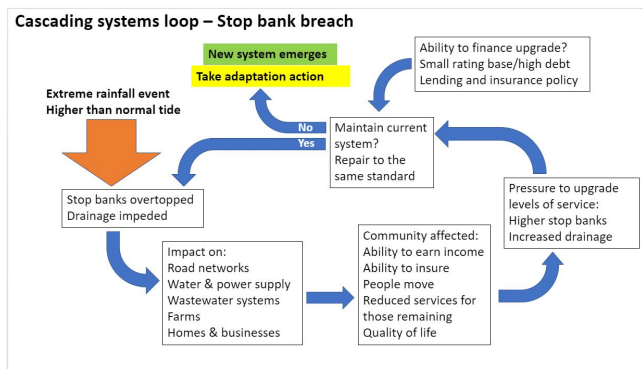 Cascading systems loop – Stop bank breach
New system emerges
Take adaptation action
Ability to finance upgrade?
Small rating base/high debt
Lending and insurance policy
Extreme rainfall event
Higher than normal tide
No
Yes
Maintain current
system?
Repair to the
same standard
Stop banks overtopped
Drainage impeded
Pressure to upgrade
levels of service:
Higher stop banks
Increased drainage
Impact on:
Road networks
Water & power supply
Wastewater systems
Farms
Homes & businesses
Community affected:
Ability to earn income
Ability to insure
People move
Reduced services for
those remaining
Quality of life